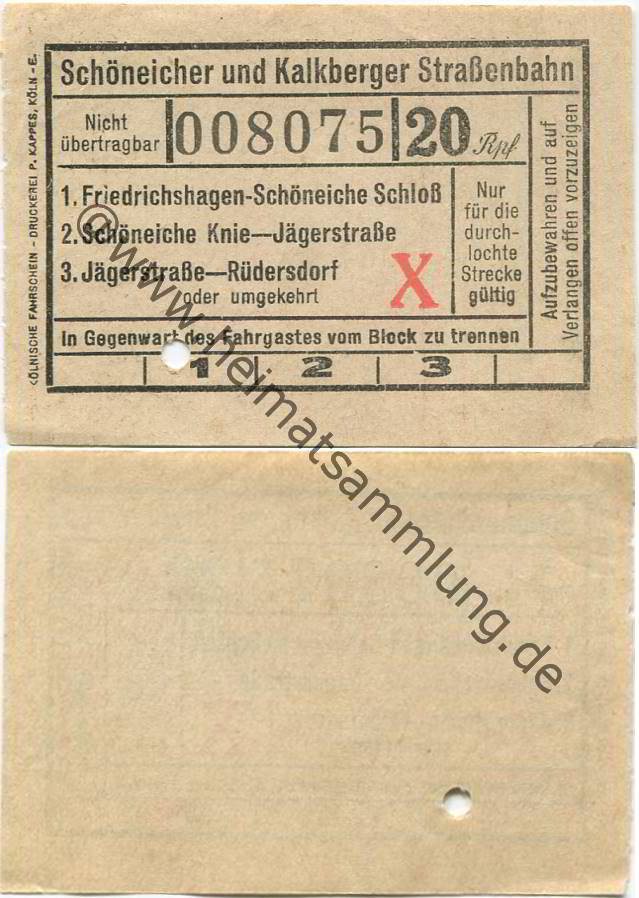 Schöneicher und Kalkberger Straßenbahn
Nicht
übertragbar
008075
20 Rpf
1. Friedrichshagen-Schöneiche Schloß
2. Schöneiche Knie—Jägerstraße
3. Jägerstraße—Rüdersdorf
oder umgekehrt
X
Nur
für die
durch-
lochte
Strecke
gültig
In Gegenwart des Fahrgastes vom Block zu trennen
1 2 3
Aufzubewahren und auf
Verlangen offen vorzuzeigen
KÖLNISCHE FAHRSCHEIN - DRUCKEREI P. KAPPES, KÖLN - E.
@www.heimatsammlung.de